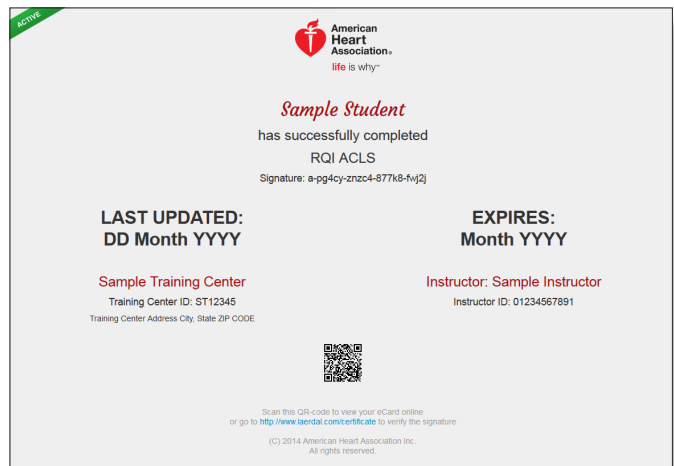 ACTIVE
American
Heart
Association®
life is why™
Sample Student
has successfully completed
RQI ACLS
Signature: a-pg4cy-znzc4-877k8-fwj2j
LAST UPDATED:
DD Month YYYY
EXPIRES:
Month YYYY
Sample Training Center
Training Center ID: ST12345
Training Center Address City, State ZIP CODE
Instructor: Sample Instructor
Instructor ID: 01234567891
Scan this QR-code to view your eCard online
or go to http://www.laerdal.com/certificate to verify the signature
(C) 2014 American Heart Association Inc.
All rights reserved.